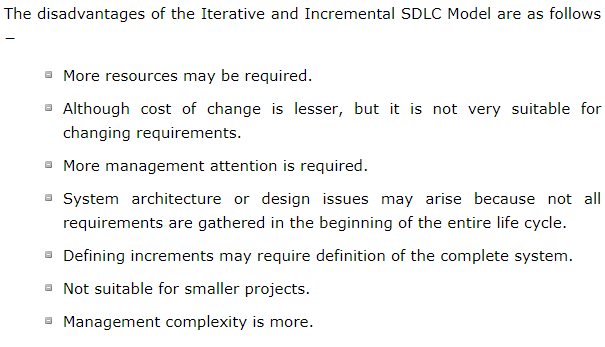 The disadvantages of the Iterative and Incremental SDLC Model are as follows
–
More resources may be required.
Although cost of change is lesser, but it is not very suitable for
changing requirements.
More management attention is required.
System architecture or design issues may arise because not all
requirements are gathered in the beginning of the entire life cycle.
Defining increments may require definition of the complete system.
Not suitable for smaller projects.
Management complexity is more.